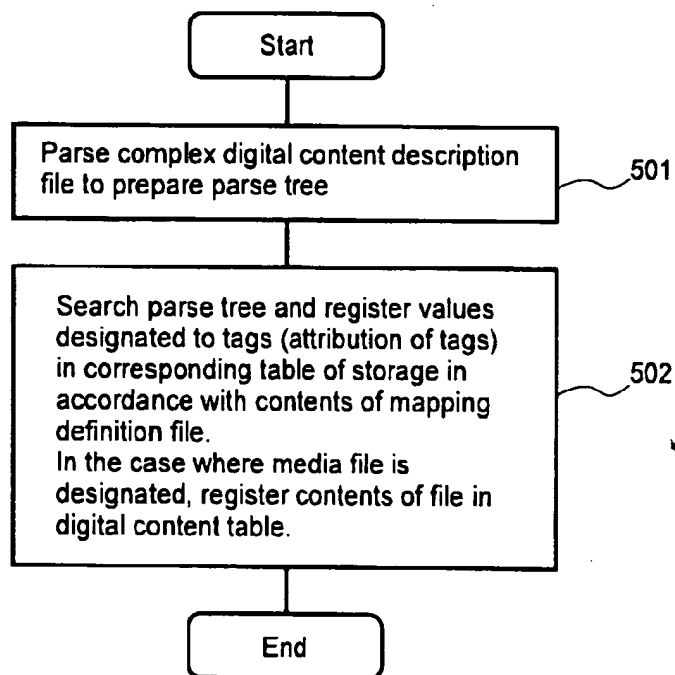 Start
Parse complex digital content description
file to prepare parse tree
501
Search parse tree and register values
designated to tags (attribution of tags)
in corresponding table of storage in
accordance with contents of mapping
definition file.
In the case where media file is
designated, register contents of file in
digital content table.
502
End